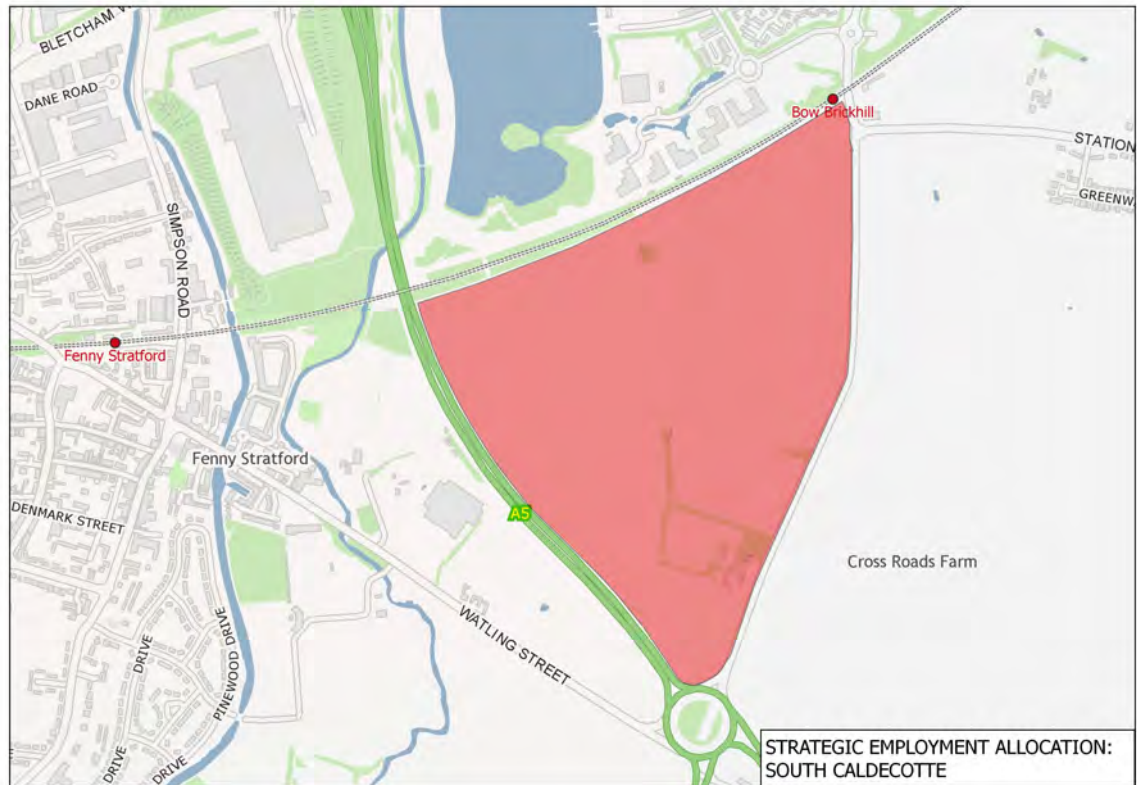 BLETCHAM W
DANE ROAD
Bow Brickhill
STATION
GREENW
SIMPSON ROAD
Fenny Stratford
Fenny Stratford
DENMARK STREET
A5
Cross Roads Farm
WATLING STREET
PINEWOOD DRIVE
DRIVE
DRIVE
DRIVE
STRATEGIC EMPLOYMENT ALLOCATION:
SOUTH CALDECOTTE